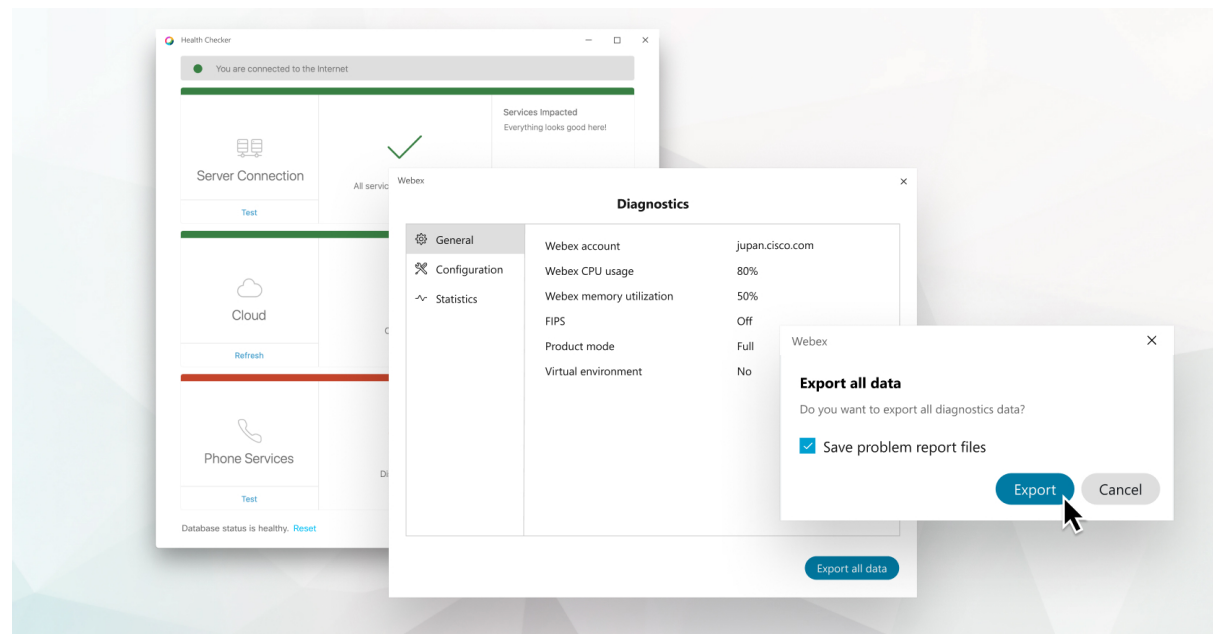 Health Checker
You are connected to the Internet
Services Impacted
Everything looks good here!
Server Connection
All servic
Test
Cloud
Refresh
Phone Services
Di
Test
Database status is healthy. Reset
Webex
Diagnostics
General
Configuration
Statistics
Webex account jupan.cisco.com
Webex CPU usage 80%
Webex memory utilization 50%
FIPS Off
Product mode Full
Virtual environment No
Export all data
Webex
Export all data
Do you want to export all diagnostics data?
Save problem report files
Export Cancel